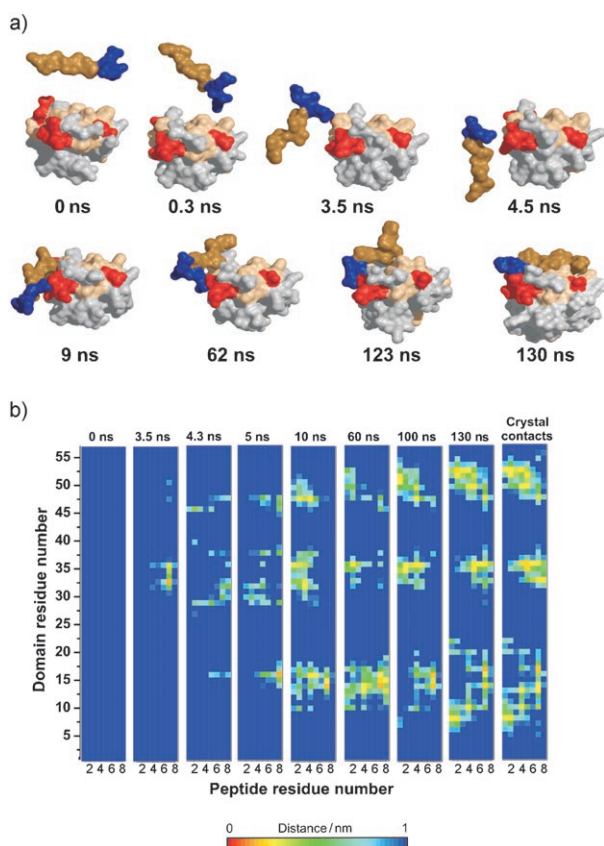 a)
0 ns 0.3 ns 3.5 ns 4.5 ns
9 ns 62 ns 123 ns 130 ns
b)
0 ns 3.5 ns 4.3 ns 5 ns 10 ns 60 ns 100 ns 130 ns Crystal contacts
Domain residue number
55
50
45
40
35
30
25
20
15
10
5
2 4 6 8 2 4 6 8 2 4 6 8 2 4 6 8 2 4 6 8 2 4 6 8 2 4 6 8 2 4 6 8 2 4 6 8
Peptide residue number
0 Distance / nm 1